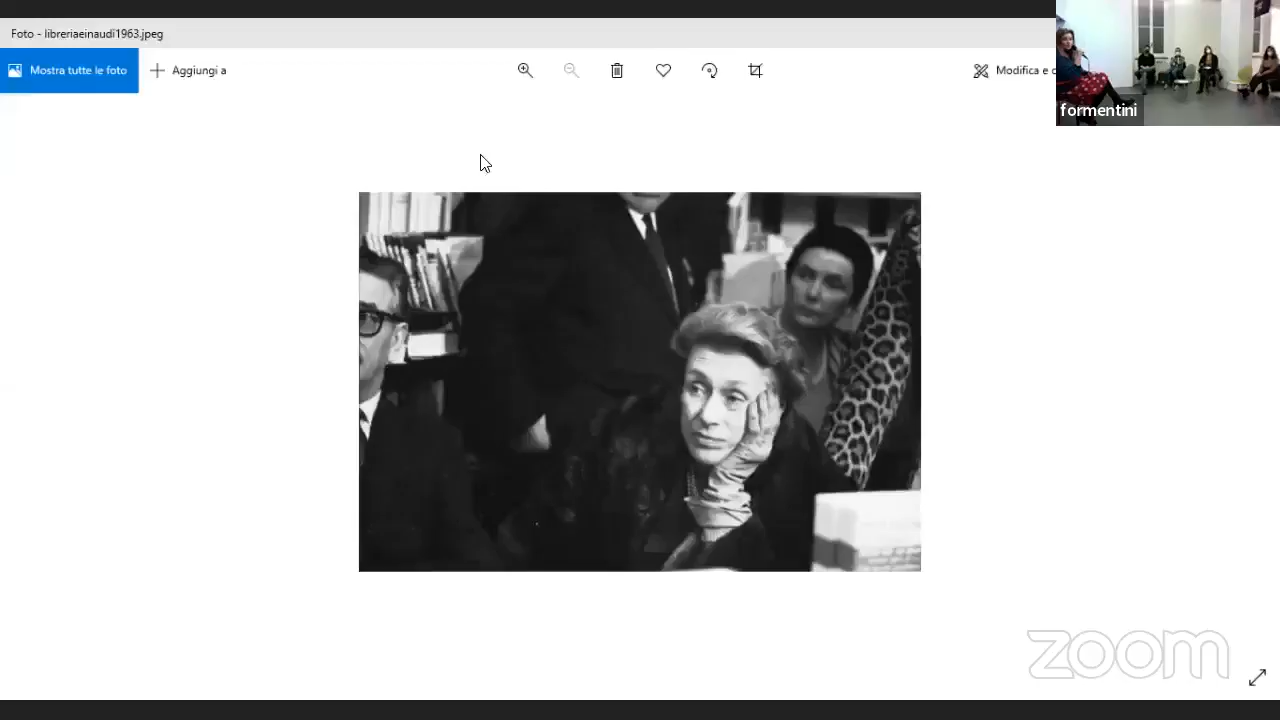 Foto - libreriaeinaudi1963.jpeg
Mostra tutte le foto
Aggiungi a
Modifica e
formentini
zoom